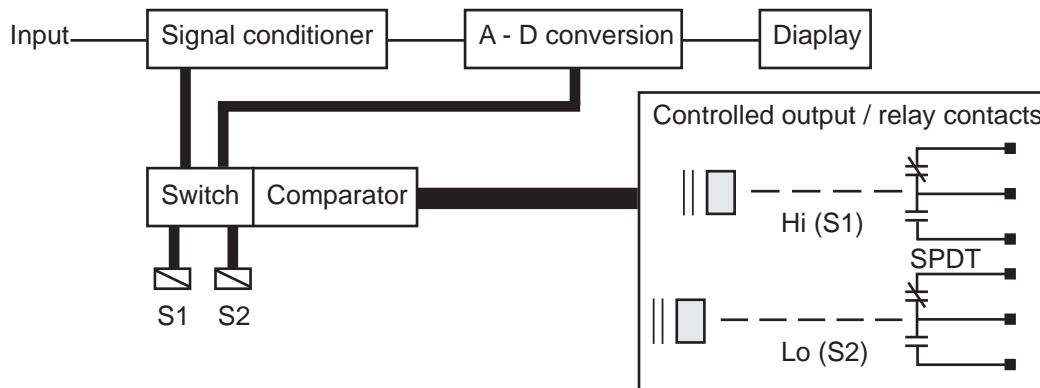 Input
Signal conditioner
A - D conversion
Diaplay
Controlled output / relay contacts
Switch
Comparator
Hi (S1)
SPDT
S1
S2
Lo (S2)